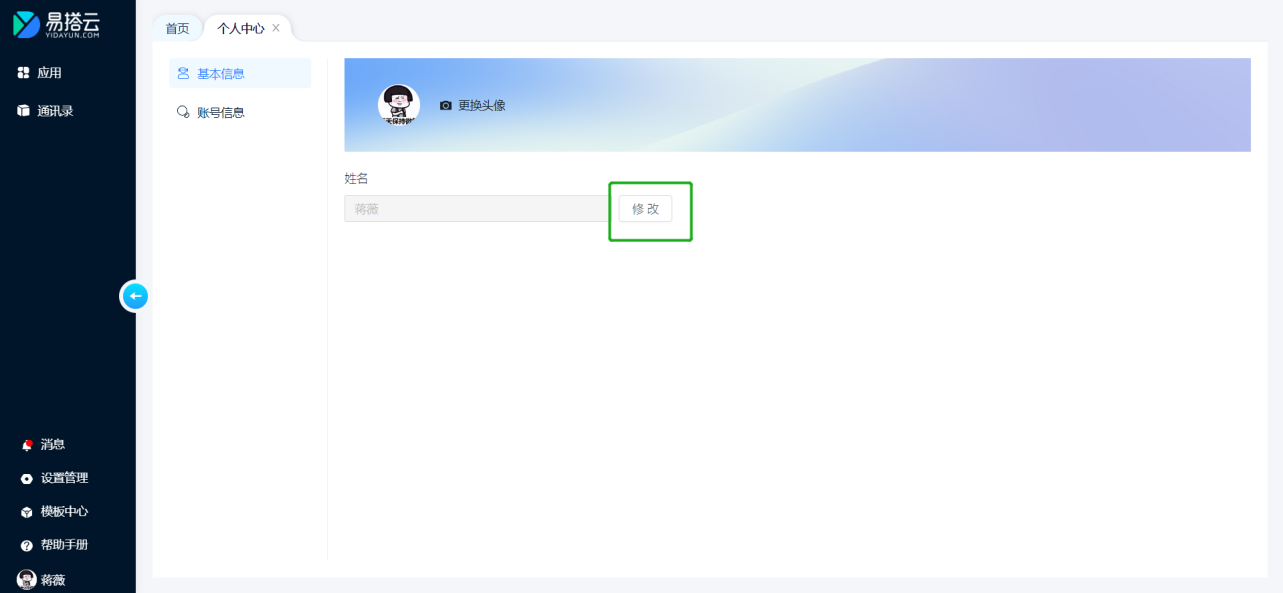 易搭云
YIDAYUN.COM
应用
通讯录
消息
设置管理
模板中心
帮助手册
蒋薇
首页
个人中心 ×
基本信息
账号信息
更换头像
姓名
蒋薇
修 改